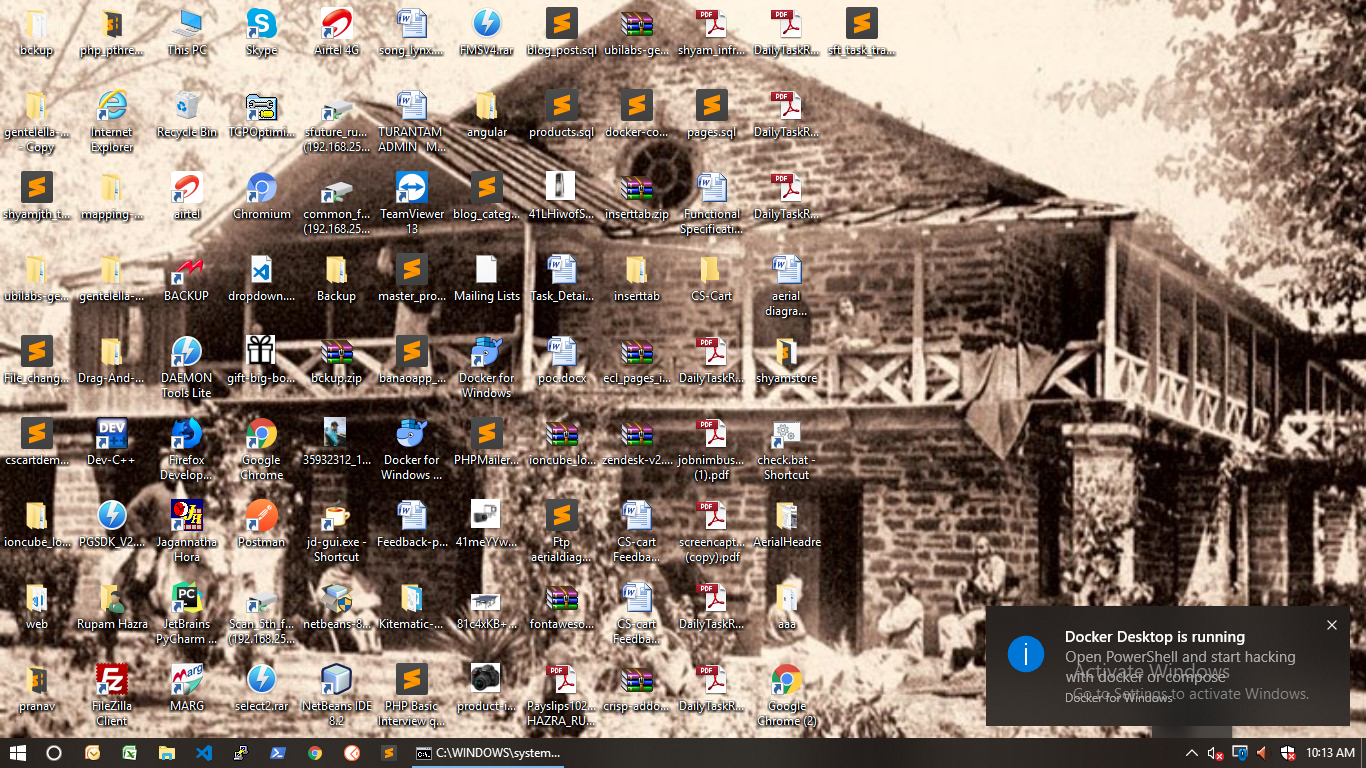 bckup
php_pthre...
This PC
Skype
Airtel 4G
song_lynx....
FMSV4.rar
blog_post.sql
ubilabs-ge...
shyam_infr...
DailyTaskR...
sft_task_tra...
gentelella-...
- Copy
Internet
Explorer
Recycle Bin
TCPOptimi...
sfuture_ru...
(192.168.25...
TURANTAM
ADMIN_M...
angular
products.sql
docker-co...
pages.sql
DailyTaskR...
shyamjth_t...
mapping-...
airtel
Chromium
common_f...
(192.168.25...
TeamViewer
13
blog_categ...
41LHiwofS...
inserttab.zip
Functional
Specificati...
DailyTaskR...
ubilabs-ge...
gentelella-...
BACKUP
dropdown....
Backup
master_pro...
Mailing Lists
Task_Detai...
inserttab
CS-Cart
aerial
diagra...
File_chang...
Drag-And-...
DAEMON
Tools Lite
gift-big-bo...
bckup.zip
banaoapp_...
Docker for
Windows
poc.docx
ecl_pages_i...
DailyTaskR...
shyamstore
cscartdem...
DEV
Dev-C++
Firefox
Develop...
Google
Chrome
35932312_1...
Docker for
Windows ...
PHPMailer...
ioncube_lo...
zendesk-v2....
jobnimbus...
(1).pdf
check.bat -
Shortcut
ioncube_lo...
PGSDK_V2....
Jagannatha
Hora
Postman
jd-gui.exe -
Shortcut
Feedback-p...
41meYYw...
Ftp
aerialdiag...
CS-cart
Feedba...
screencapt...
(copy).pdf
AerialHeadre
web
Rupam Hazra
JetBrains
PyCharm ...
Scan_5th_f...
(192.168.25...
netbeans-8...
Kitematic-...
81c4xKB+...
fontaweso...
CS-cart
Feedba...
DailyTaskR...
aaa
pranav
FileZilla
Client
MARG
select2.rar
NetBeans IDE
8.2
PHP Basic
Interview q...
product-i...
Payslips102...
HAZRA_RU...
crisp-addo...
DailyTaskR...
Google
Chrome (2)
Docker Desktop is running
Open PowerShell and start hacking
with docker or compose
Docker for Windows
Activate Windows
Go to Settings to activate Windows.
C:\WINDOWS\system...
10:13 AM